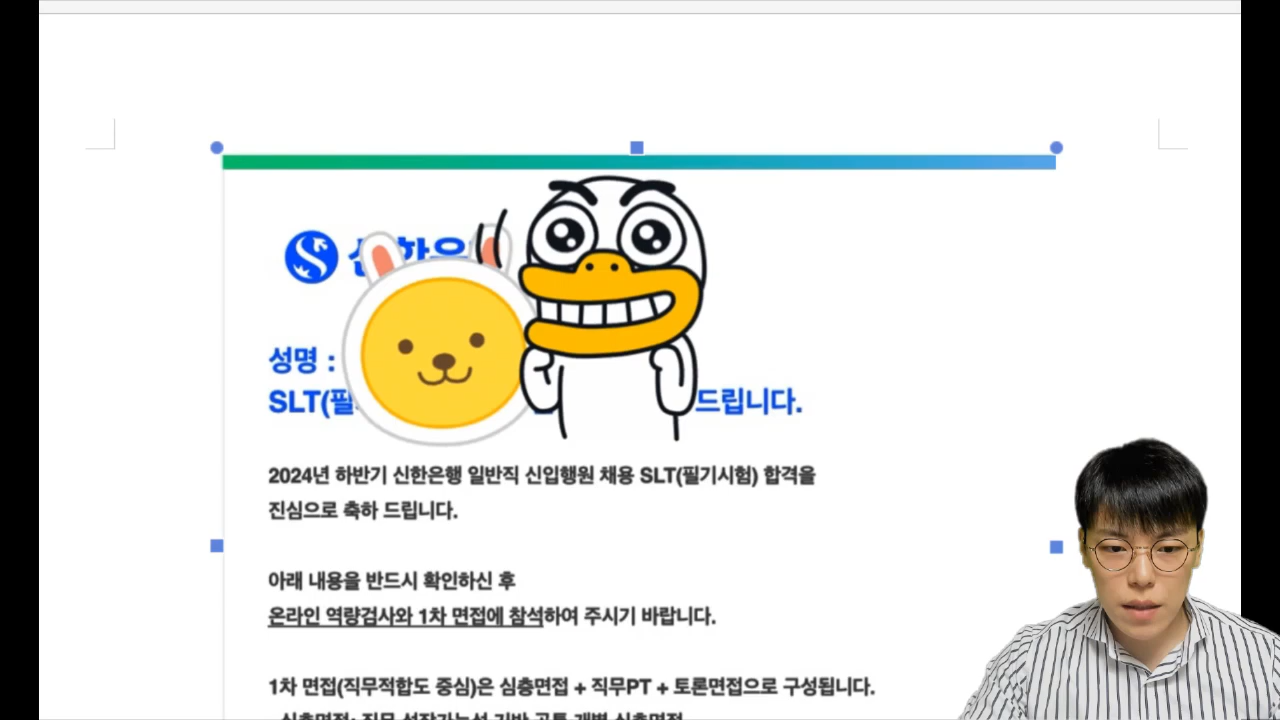 성명 :
드립니다.
2024년 하반기 신한은행 일반직 신입행원 채용 SLT(필기시험) 합격을
진심으로 축하 드립니다.
아래 내용을 반드시 확인하신 후
온라인 역량검사와 1차 면접에 참석하여 주시기 바랍니다.
1차 면접(직무적합도 중심)은 심층면접 + 직무PT + 토론면접으로 구성됩니다.